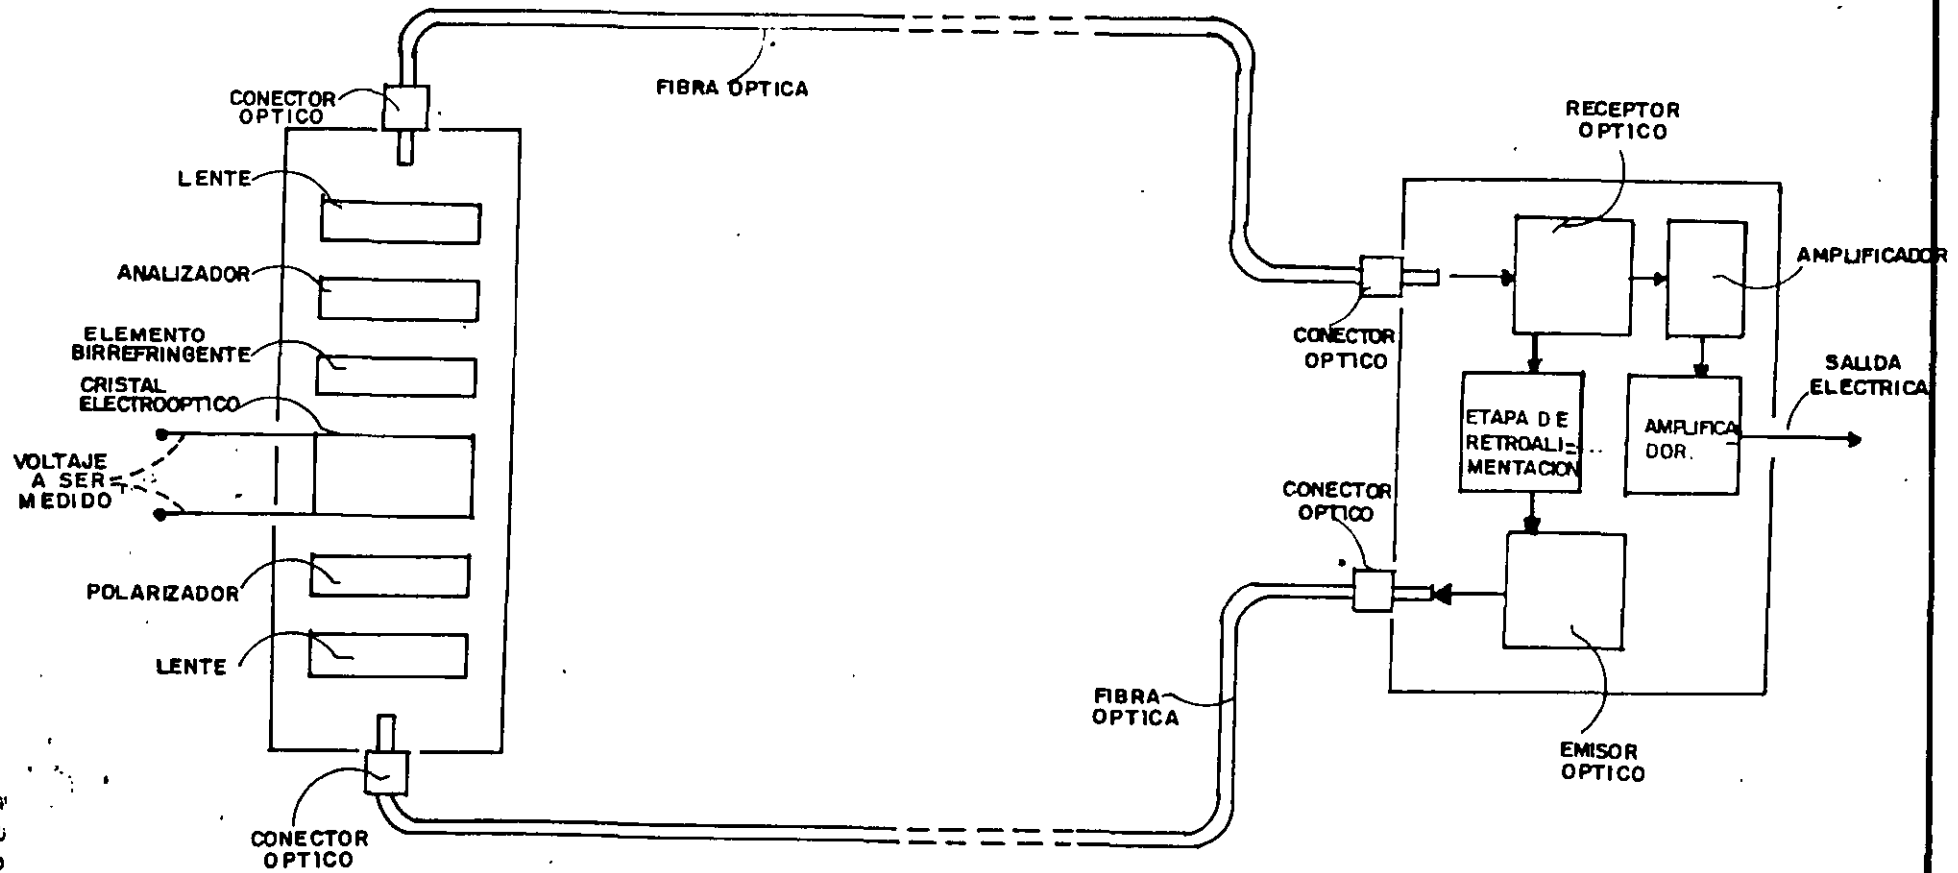 FIBRA OPTICA
CONECTOR
OPTICO
LENTE
ANALIZADOR
ELEMENTO
BIRREFRINGENTE
CRISTAL
ELECTROOPTICO
VOLTAJE
A SER
MEDIDO
POLARIZADOR
LENTE
CONECTOR
OPTICO
RECEPTOR
OPTICO
AMPLIFICADOR
CONECTOR
OPTICO
SALIDA
ELECTRICA
ETAPA DE
RETROALI-
MENTACION
AMPLIFICA
DOR.
CONECTOR
OPTICO
FIBRA
OPTICA
EMISOR
OPTICO